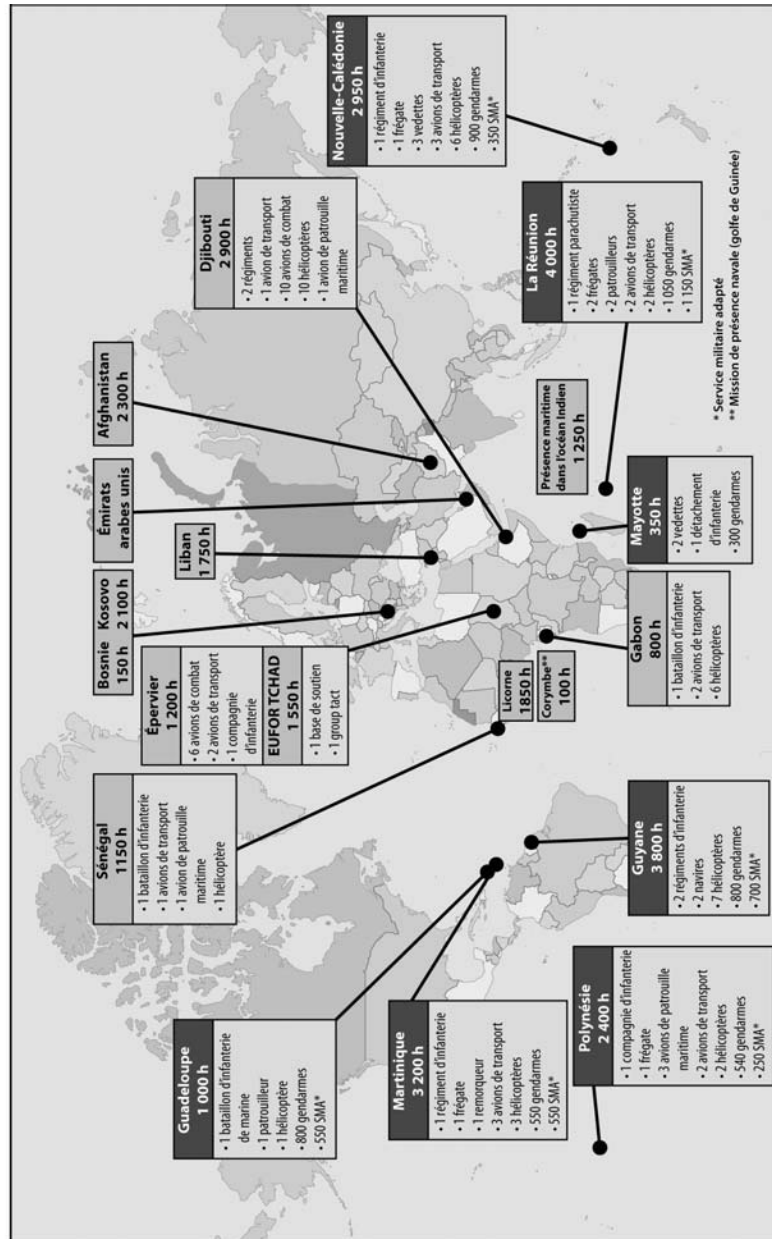 Guadeloupe
1 000 h
• 1 bataillon d'infanterie
de marine
• 1 patrouilleur
• 1 hélicoptère
• 800 gendarmes
• 550 SMA*
Martinique
3 200 h
• 1 régiment d'infanterie
• 1 frégate
• 1 remorqueur
• 3 avions de transport
• 3 hélicoptères
• 550 gendarmes
• 550 SMA*
Polynésie
2 400 h
• 1 compagnie d'infanterie
• 1 frégate
• 3 avions de patrouille
maritime
• 2 avions de transport
• 2 hélicoptères
• 540 gendarmes
• 250 SMA*
Guyane
3 800 h
• 2 régiments d'infanterie
• 2 navires
• 7 hélicoptères
• 800 gendarmes
• 700 SMA*
Sénégal
1150 h
• 1 bataillon d'infanterie
• 1 avions de transport
• 1 avion de patrouille
maritime
• 1 hélicoptère
Épervier
1 200 h
• 6 avions de combat
• 2 avions de transport
• 1 compagnie
d'infanterie
EUFOR TCHAD
1 550 h
• 1 base de soutien
• 1 group tact
Licorne
1850 h
Corymbe**
100 h
Gabon
800 h
• 1 bataillon d'infanterie
• 2 avions de transport
• 6 hélicoptères
Bosnie
150 h
Kosovo
2 100 h
Liban
1 750 h
Émirats
arabes unis
Afghanistan
2 300 h
Djibouti
2 900 h
• 2 régiments
• 1 avion de transport
• 10 avions de combat
• 10 hélicoptères
• 1 avion de patrouille
maritime
Mayotte
350 h
• 2 vedettes
• 1 détachement
d'infanterie
• 300 gendarmes
Présence maritime
dans l'océan Indien
1 250 h
La Réunion
4 000 h
• 1 régiment parachutiste
• 2 frégates
• 2 patrouilleurs
• 2 avions de transport
• 2 hélicoptères
• 1 050 gendarmes
• 1 150 SMA*
Nouvelle-Calédonie
2 950 h
• 1 régiment d'infanterie
• 1 frégate
• 3 vedettes
• 3 avions de transport
• 6 hélicoptères
• 900 gendarmes
• 350 SMA*
* Service militaire adapté
** Mission de présence navale (golfe de Guinée)